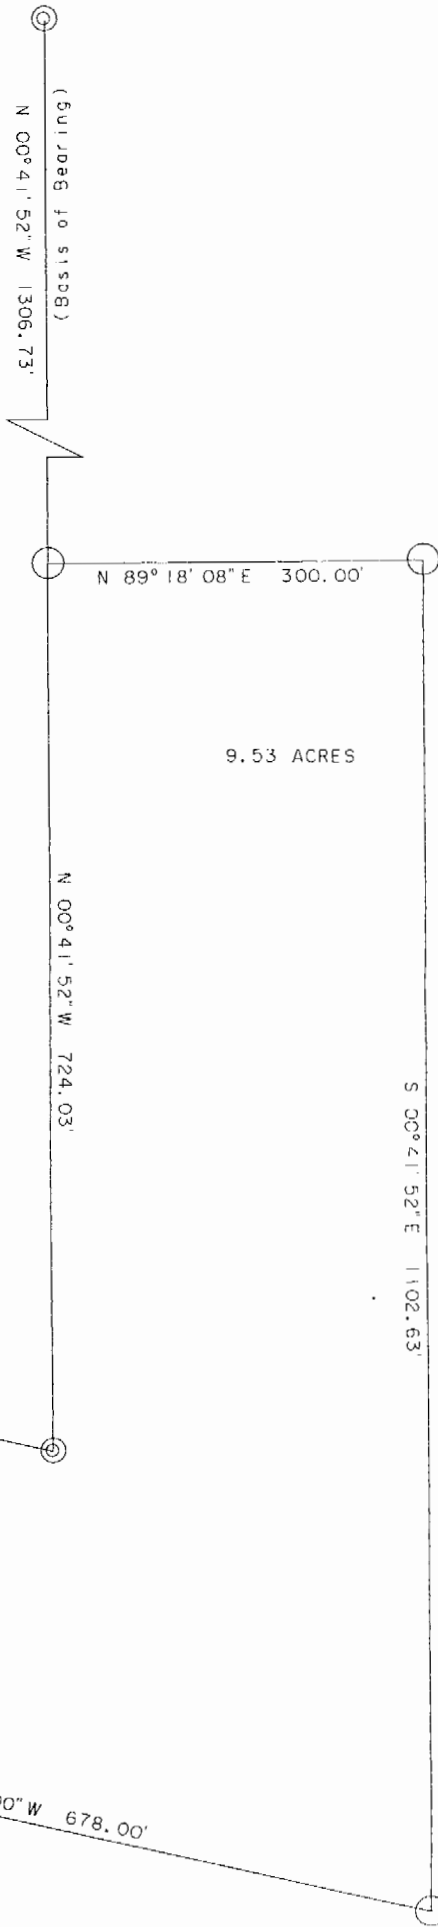 (Basis of Bearing)
N 00°41'52"W 1306.73'
N 89°18'08"E 300.00'
9.53 ACRES
N 00°41'52"W 724.03'
S 00°41'52"E 1102.63'
00"W 678.00'